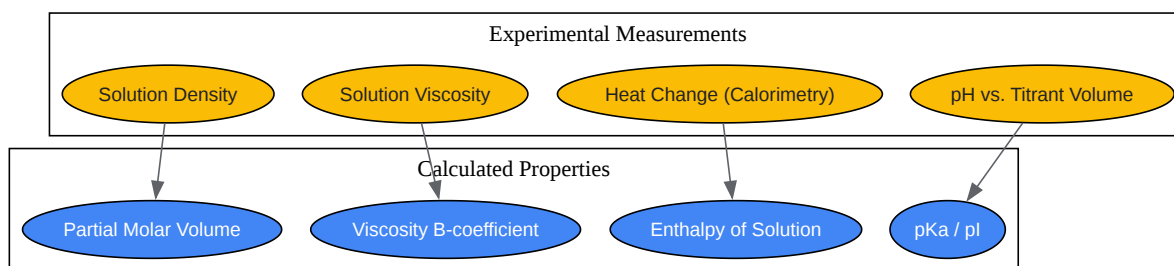 Experimental Measurements
Solution Density
Solution Viscosity
Heat Change (Calorimetry)
pH vs. Titrant Volume
Calculated Properties
Partial Molar Volume
Viscosity B-coefficient
Enthalpy of Solution
pKa / pI